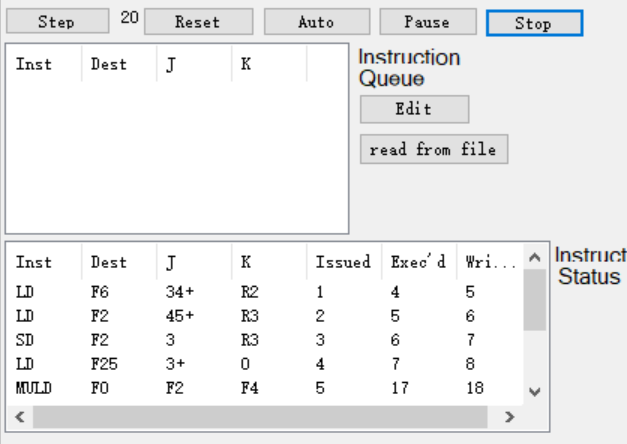 Step 20 Reset Auto Pause Stop
Inst Dest J K
Instruction
Queue
Edit
read from file
Inst Dest J K Issued Exec'd Wri...
Instruct
Status
LD F6 34+ R2 1 4 5
LD F2 45+ R3 2 5 6
SD F2 3 R3 3 6 7
LD F25 3+ 0 4 7 8
MULD F0 F2 F4 5 17 18